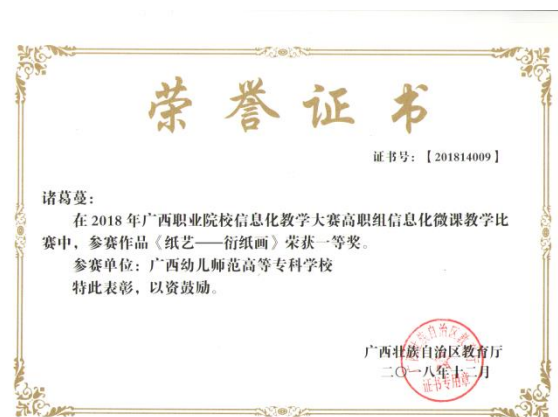 荣誉证书
证书号：【201814009】
诸葛蔓：
在 2018 年广西职业院校信息化教学大赛高职组信息化微课教学比
赛中，参赛作品《纸艺——衍纸画》荣获一等奖。
参赛单位：广西幼儿师范高等专科学校
特此表彰，以资鼓励。
广西壮族自治区教育厅
二〇一八年十二月
证书专用章